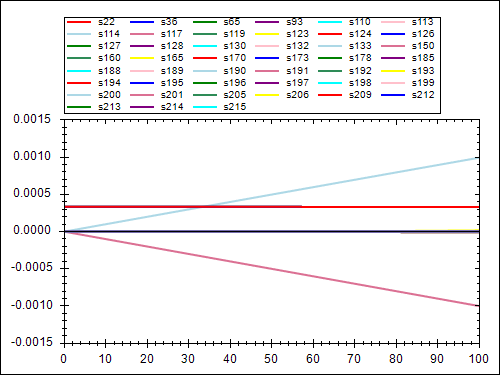 s22 s36 s65 s93 s110 s113
s114 s117 s119 s123 s124 s126
s127 s128 s130 s132 s133 s150
s160 s165 s170 s173 s178 s185
s188 s189 s190 s191 s192 s193
s194 s195 s196 s197 s198 s199
s200 s201 s205 s206 s209 s212
s213 s214 s215
0.0015
0.0010
0.0005
0.0000
-0.0005
-0.0010
-0.0015
0 10 20 30 40 50 60 70 80 90 100